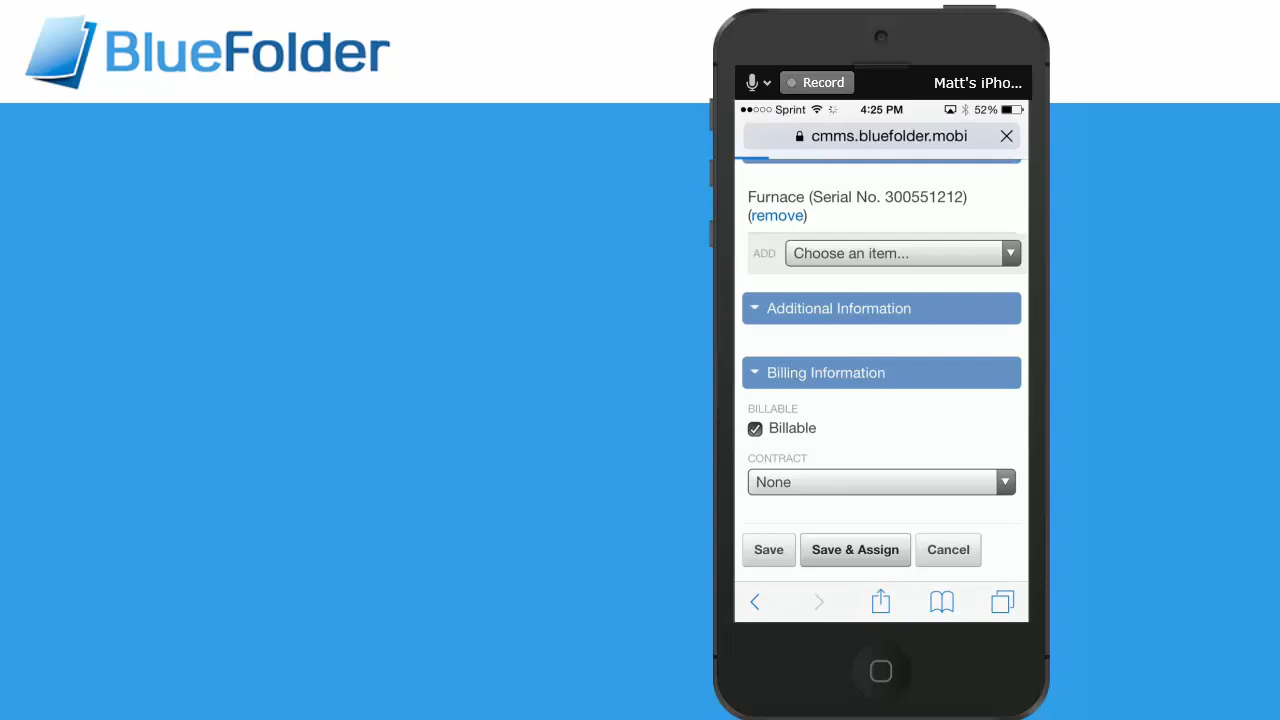 BlueFolder
Record Matt's iPho...
Sprint 4:25 PM 52%
cmms.bluefolder.mobi
Furnace (Serial No. 300551212)
(remove)
ADD Choose an item...
Additional Information
Billing Information
BILLABLE
Billable
CONTRACT
None
Save Save & Assign Cancel